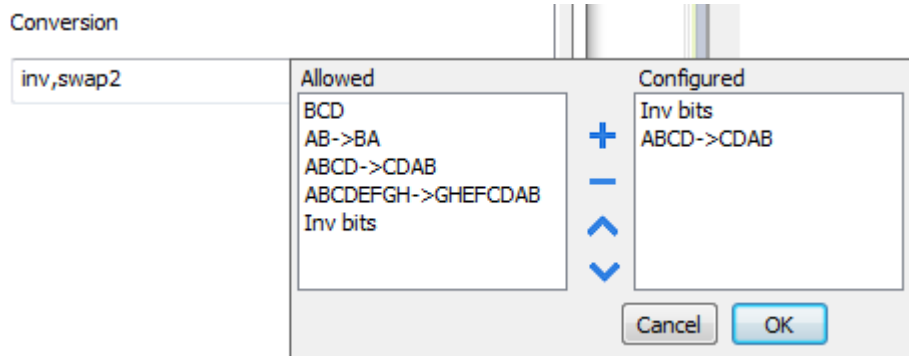 Conversion
inv,swap2
Allowed
BCD
AB->BA
ABCD->CDAB
ABCDEFGH->GHEFCDAB
Inv bits
Configured
Inv bits
ABCD->CDAB
Cancel
OK